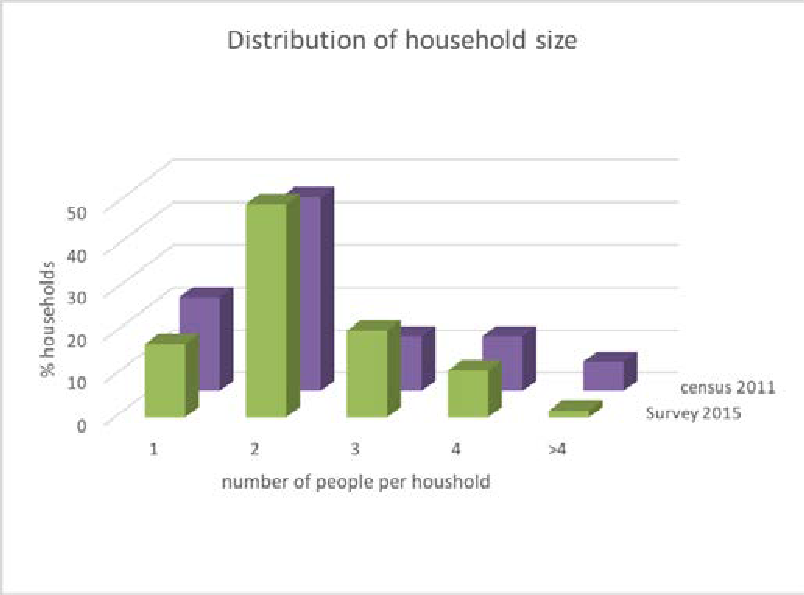 Distribution of household size
50
40
30
20
10
0
% households
1 2 3 4 >4
number of people per houshold
census 2011
Survey 2015